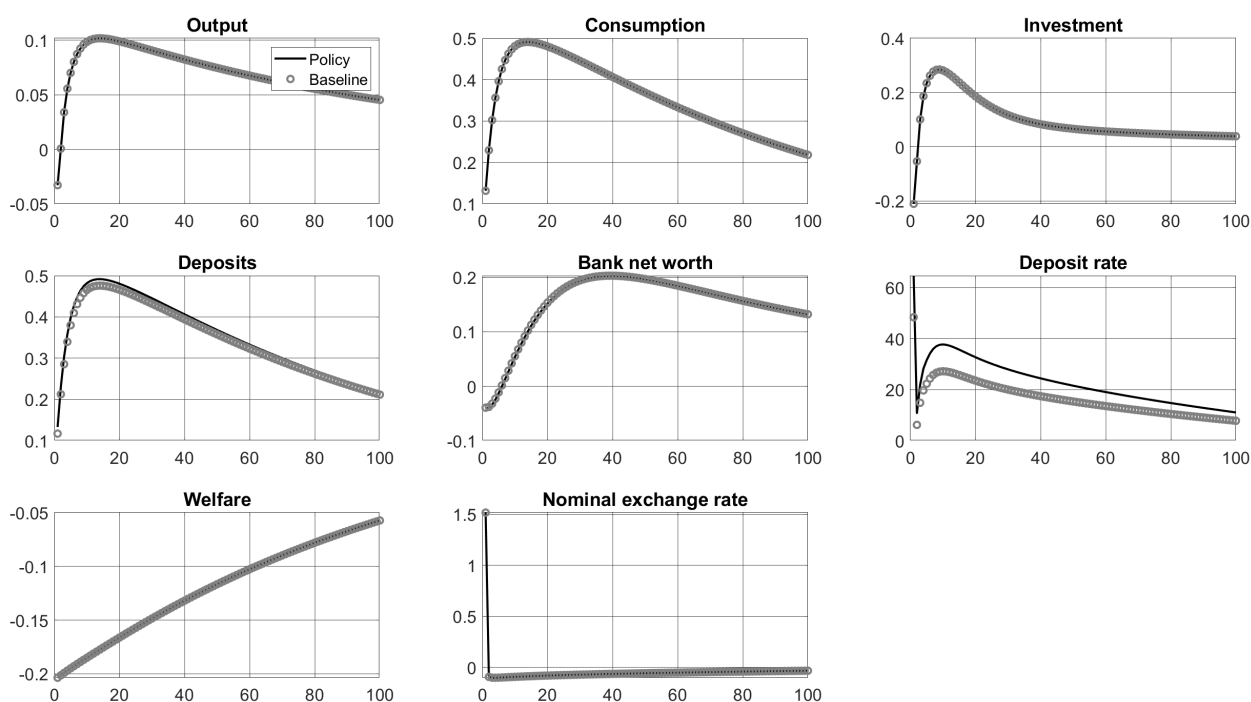 Output
0.1
0.05
0
-0.05
0 20 40 60 80 100
Policy
Baseline
Consumption
0.5
0.4
0.3
0.2
0.1
0 20 40 60 80 100
Investment
0.4
0.2
0
-0.2
0 20 40 60 80 100
Deposits
0.5
0.4
0.3
0.2
0.1
0 20 40 60 80 100
Bank net worth
0.2
0.1
0
-0.1
0 20 40 60 80 100
Deposit rate
60
40
20
0
0 20 40 60 80 100
Welfare
-0.05
-0.1
-0.15
-0.2
0 20 40 60 80 100
Nominal exchange rate
1.5
1
0.5
0
0 20 40 60 80 100